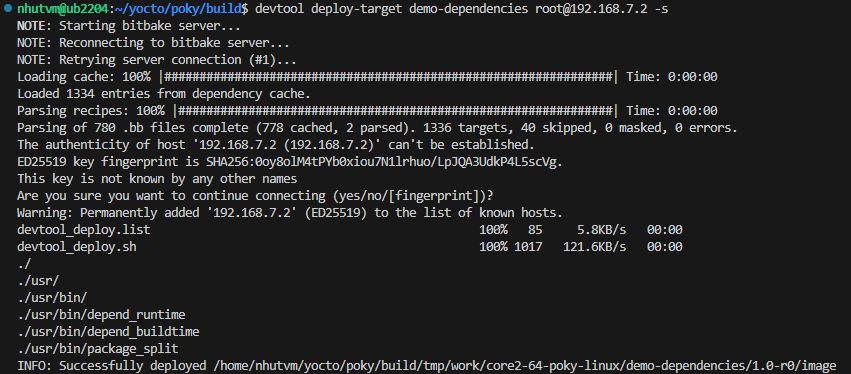 nhutvm@ub2204:~/yocto/poky/build$ devtool deploy-target demo-dependencies root@192.168.7.2 -s
NOTE: Starting bitbake server...
NOTE: Reconnecting to bitbake server...
NOTE: Retrying server connection (#1)...
Loading cache: 100% |################################################################| Time: 0:00:00
Loaded 1334 entries from dependency cache.
Parsing recipes: 100% |##############################################################| Time: 0:00:00
Parsing of 780 .bb files complete (778 cached, 2 parsed). 1336 targets, 40 skipped, 0 masked, 0 errors.
The authenticity of host '192.168.7.2 (192.168.7.2)' can't be established.
ED25519 key fingerprint is SHA256:0oy8olM4tPYb0xiou7N1lrhuo/LpJQA3UdkP4L5scVg.
This key is not known by any other names
Are you sure you want to continue connecting (yes/no/[fingerprint])?
Warning: Permanently added '192.168.7.2' (ED25519) to the list of known hosts.
devtool_deploy.list 100% 85 5.8KB/s 00:00
devtool_deploy.sh 100% 1017 121.6KB/s 00:00
./
./usr/
./usr/bin/
./usr/bin/depend_runtime
./usr/bin/depend_buildtime
./usr/bin/package_split
INFO: Successfully deployed /home/nhutvm/yocto/poky/build/tmp/work/core2-64-poky-linux/demo-dependencies/1.0-r0/image